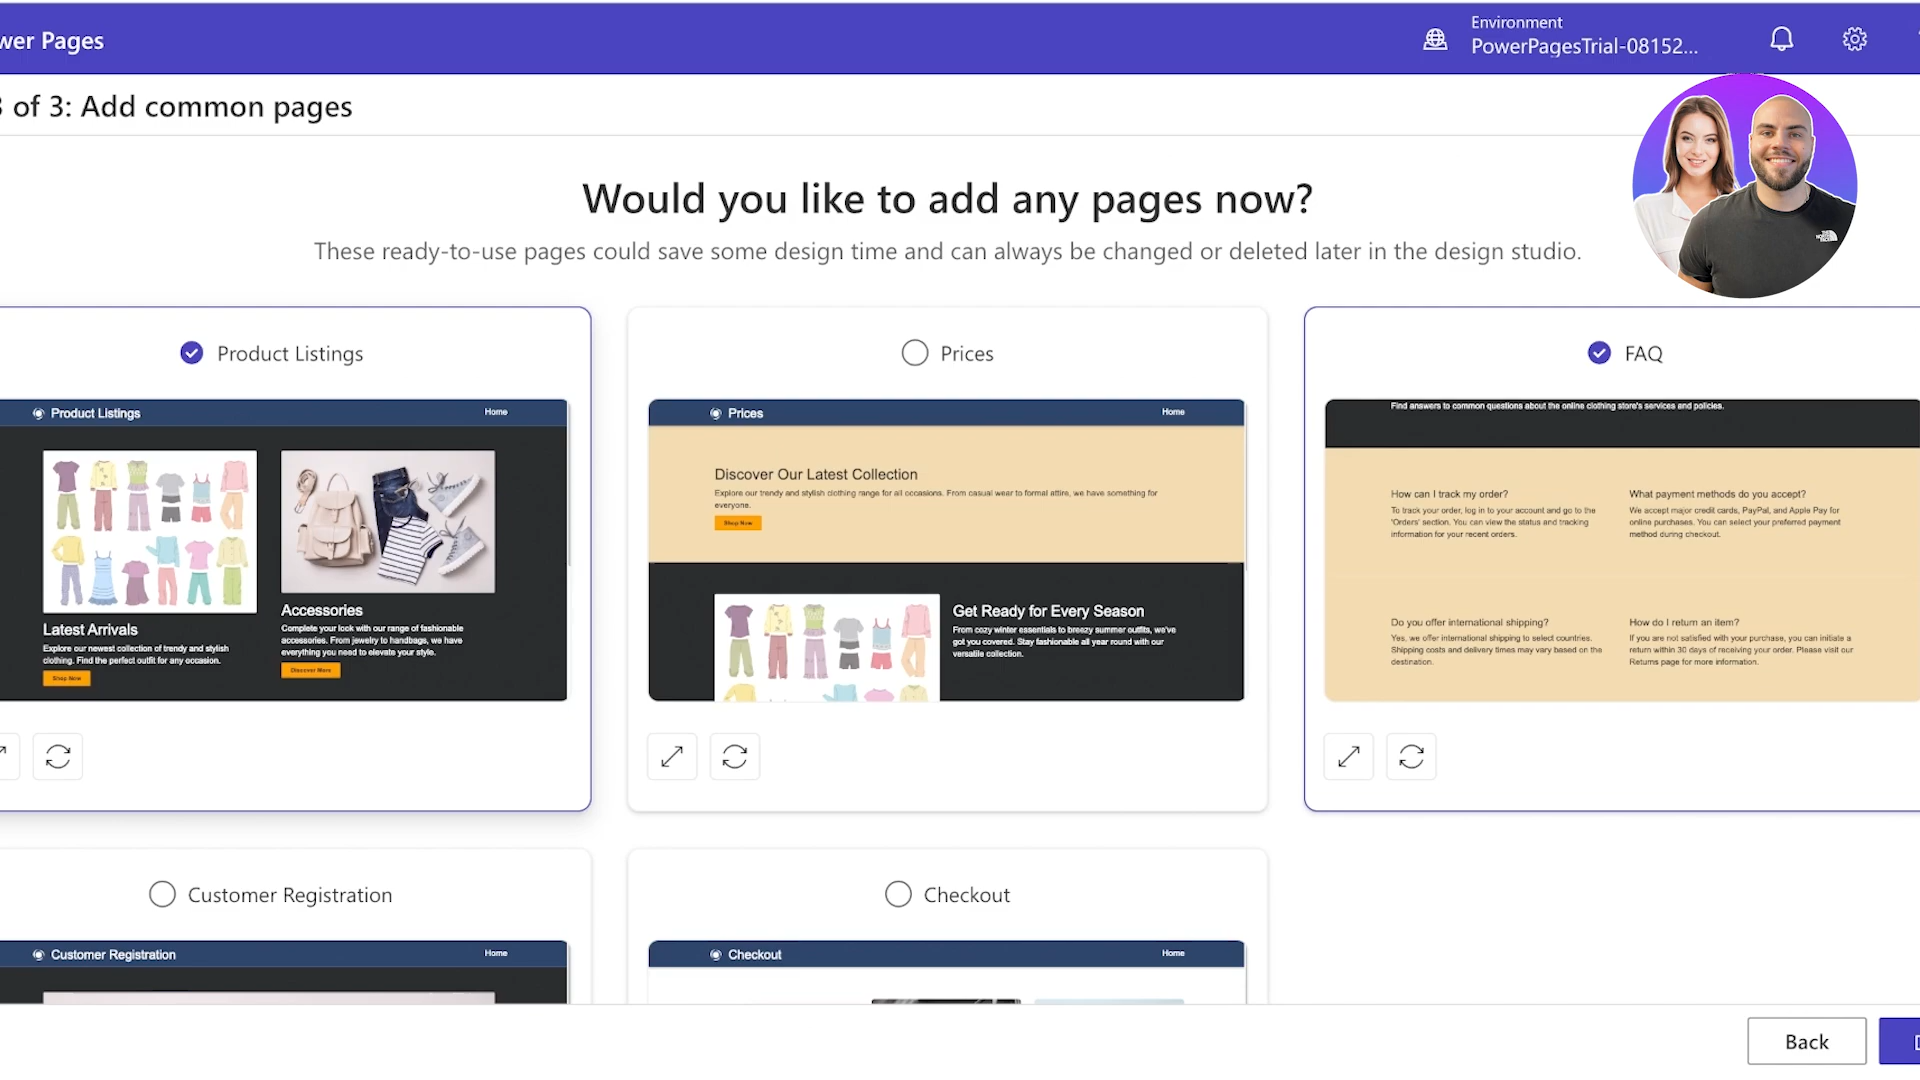 wer Pages
Environment
PowerPagesTrial-08152...
of 3: Add common pages
Would you like to add any pages now?
These ready-to-use pages could save some design time and can always be changed or deleted later in the design studio.
Product Listings
Prices
FAQ
Product Listings
Home
Latest Arrivals
Explore our newest collection of trendy and stylish
clothing. Find the perfect outfit for any occasion.
Shop Now
Accessories
Complete your look with our range of fashionable
accessories. From jewelry to handbags, we have
everything you need to elevate your style.
Discover More
Prices
Home
Discover Our Latest Collection
Explore our trendy and stylish clothing range for all occasions. From casual wear to formal attire, we have something for
everyone.
Shop Now
Get Ready for Every Season
From cozy winter essentials to breezy summer outfits, we've
got you covered. Stay fashionable all year round with our
versatile collection.
Find answers to common questions about the online clothing store's services and policies.
How can I track my order?
To track your order, log in to your account and go to the
'Orders' section. You can view the status and tracking
information for your recent orders.
What payment methods do you accept?
We accept major credit cards, PayPal, and Apple Pay for
online purchases. You can select your preferred payment
method during checkout.
Do you offer international shipping?
Yes, we offer international shipping to select countries.
Shipping costs and delivery times may vary based on the
destination.
How do I return an item?
If you are not satisfied with your purchase, you can initiate a
return within 30 days of receiving your order. Please visit our
Returns page for more information.
Customer Registration
Checkout
Customer Registration
Home
Checkout
Home
Back